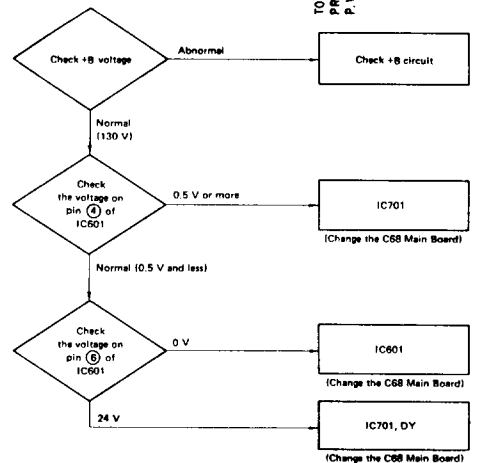 TO
PR
P. 
Check +B voltage
Abnormal
Check +B circuit
Normal
(130 V)
Check
the voltage on
pin ④ of
IC601
0.5 V or more
IC701
(Change the C68 Main Board)
Normal (0.5 V and less)
Check
the voltage on
pin ⑥ of
IC601
0 V
IC601
(Change the C68 Main Board)
24 V
IC701, DY
(Change the C68 Main Board)